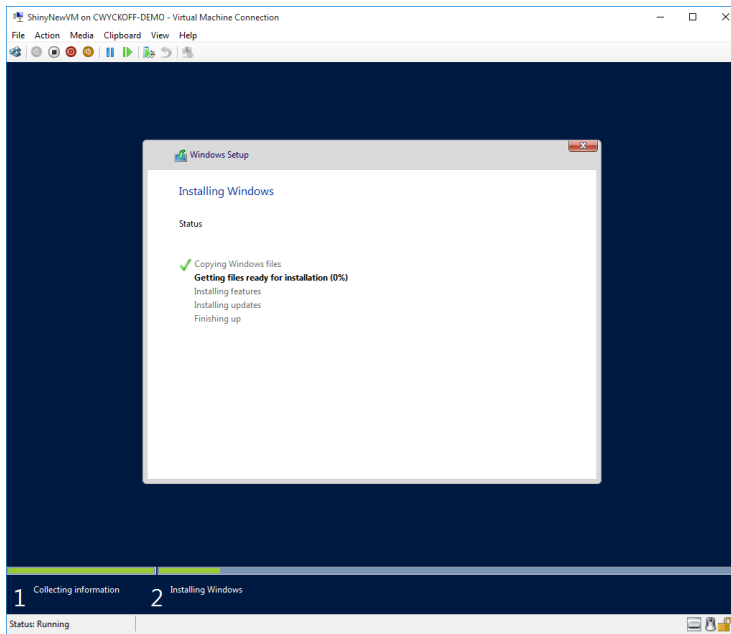 ShinyNewVM on CWYCKOFF-DEMO - Virtual Machine Connection
File Action Media Clipboard View Help
Windows Setup
Installing Windows
Status
Copying Windows files
Getting files ready for installation (0%)
Installing features
Installing updates
Finishing up
1 Collecting information 2 Installing Windows
Status: Running